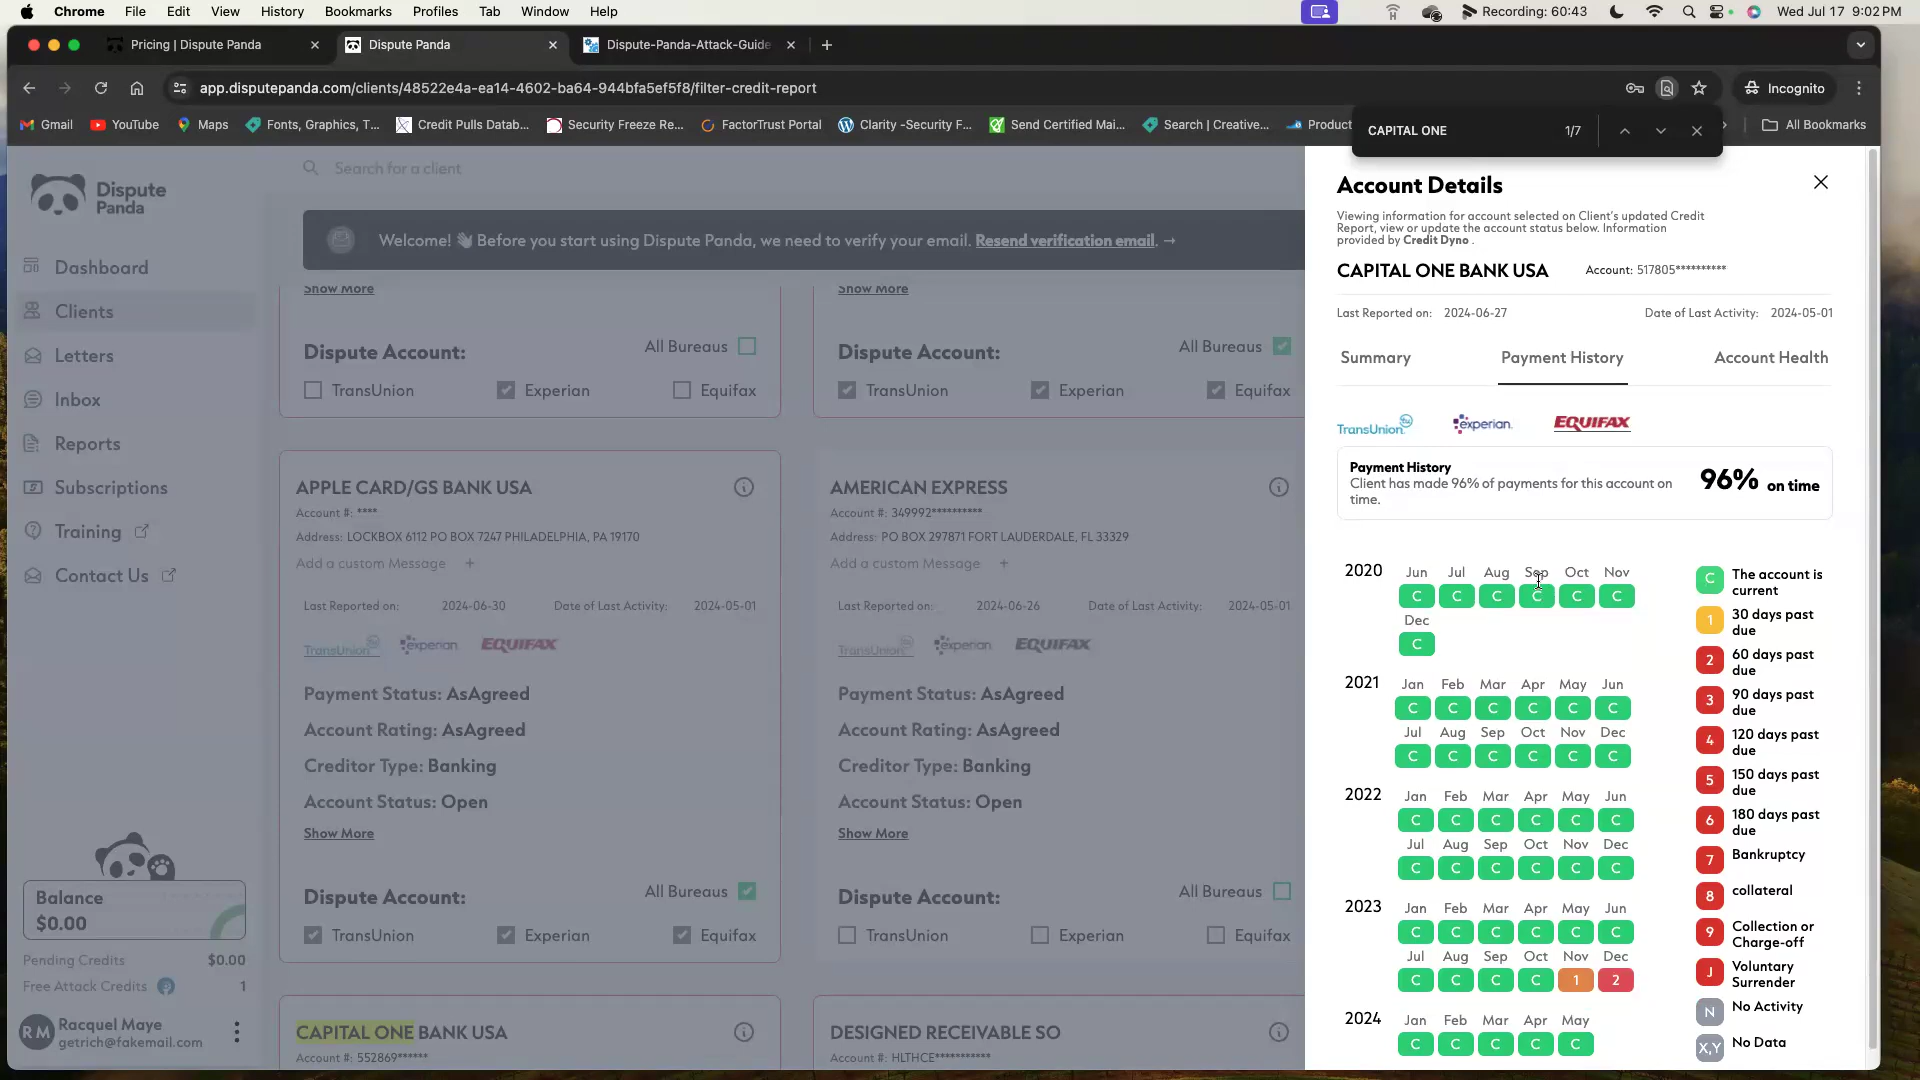 Chrome File Edit View History Bookmarks Profiles Tab Window Help Recording: 60:43 Wed Jul 17 9:02 PM
Pricing | Dispute Panda Dispute Panda Dispute-Panda-Attack-Guide
app.disputepanda.com/clients/48522e4a-ea14-4602-ba64-944bfa5ef5f8/filter-credit-report Incognito
Gmail YouTube Maps Fonts, Graphics, T... Credit Pulls Datab... Security Freeze Re... FactorTrust Portal Clarity -Security F... Send Certified Mai... Search | Creative... Product All Bookmarks
CAPITAL ONE 1/7
Dispute
Panda
Dashboard
Clients
Letters
Inbox
Reports
Subscriptions
Training
Contact Us
Balance
$0.00
Pending Credits $0.00
Free Attack Credits 1
RM Racquel Maye
getrich@fakemail.com
Search for a client
Welcome! 👋 Before you start using Dispute Panda, we need to verify your email. Resend verification email. →
Show More Show More
Dispute Account: All Bureaus Dispute Account: All Bureaus
TransUnion Experian Equifax TransUnion Experian Equifax
APPLE CARD/GS BANK USA
Account #: ****
Address: LOCKBOX 6112 PO BOX 7247 PHILADELPHIA, PA 19170
Add a custom Message +
Last Reported on: 2024-06-30 Date of Last Activity: 2024-05-01
TransUnion experian. EQUIFAX
Payment Status: AsAgreed
Account Rating: AsAgreed
Creditor Type: Banking
Account Status: Open
Show More
Dispute Account: All Bureaus
TransUnion Experian Equifax
AMERICAN EXPRESS
Account #: 349992**********
Address: PO BOX 297871 FORT LAUDERDALE, FL 33329
Add a custom Message +
Last Reported on: 2024-06-26 Date of Last Activity: 2024-05-01
TransUnion experian. EQUIFAX
Payment Status: AsAgreed
Account Rating: AsAgreed
Creditor Type: Banking
Account Status: Open
Show More
Dispute Account: All Bureaus
TransUnion Experian Equifax
CAPITAL ONE BANK USA
Account #: 552869******
DESIGNED RECEIVABLE SO
Account #: HLTHCE***********
Account Details
Viewing information for account selected on Client's updated Credit
Report, view or update the account status below. Information
provided by Credit Dyno .
CAPITAL ONE BANK USA Account: 517805**********
Last Reported on: 2024-06-27 Date of Last Activity: 2024-05-01
Summary Payment History Account Health
TransUnion experian. EQUIFAX
Payment History
Client has made 96% of payments for this account on
time.
96% on time
2020 Jun Jul Aug Sep Oct Nov
C C C C C C
Dec
C
2021 Jan Feb Mar Apr May Jun
C C C C C C
Jul Aug Sep Oct Nov Dec
C C C C C C
2022 Jan Feb Mar Apr May Jun
C C C C C C
Jul Aug Sep Oct Nov Dec
C C C C C C
2023 Jan Feb Mar Apr May Jun
C C C C C C
Jul Aug Sep Oct Nov Dec
C C C C 1 2
2024 Jan Feb Mar Apr May
C C C C C
C The account is
current
1 30 days past
due
2 60 days past
due
3 90 days past
due
4 120 days past
due
5 150 days past
due
6 180 days past
due
7 Bankruptcy
8 collateral
9 Collection or
Charge-off
J Voluntary
Surrender
N No Activity
X,Y No Data